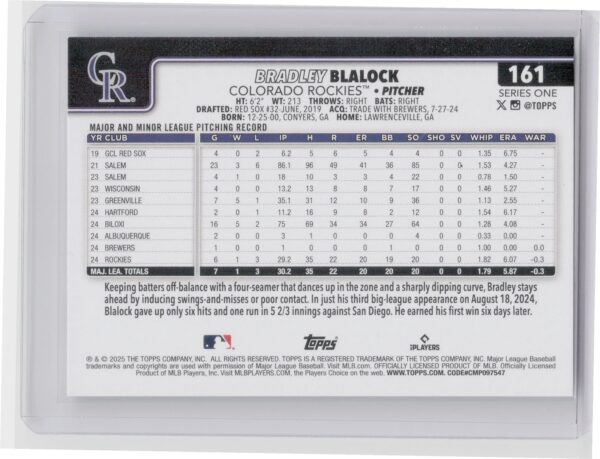 CR
BRADLEY BLALOCK
COLORADO ROCKIES™ • PITCHER
HT: 6'2" WT: 213 THROWS: RIGHT BATS: RIGHT
DRAFTED: RED SOX #32-JUNE, 2019 ACQ: TRADE WITH BREWERS, 7-27-24
BORN: 12-25-00, CONYERS, GA HOME: LAWRENCEVILLE, GA
161
SERIES ONE
@TOPPS
MAJOR AND MINOR LEAGUE PITCHING RECORD
YR CLUB G W L IP H R ER BB SO SHO SV WHIP ERA WAR
19 GCL RED SOX 4 0 2 6.2 5 6 5 4 4 0 0 1.35 6.75 -
21 SALEM 23 3 6 86.1 96 49 41 36 85 0 0 1.53 4.27 -
23 SALEM 4 1 0 18 10 3 3 4 22 0 0 0.78 1.50 -
23 WISCONSIN 4 0 0 13.2 13 8 8 7 17 0 0 1.46 5.27 -
23 GREENVILLE 7 5 1 35.1 31 12 10 9 36 0 0 1.13 2.55 -
24 HARTFORD 2 0 1 11.2 16 9 8 2 12 0 0 1.54 6.17 -
24 BILOXI 16 5 2 75 69 34 34 27 64 0 0 1.28 4.08 -
24 ALBUQUERQUE 2 0 0 3 1 0 0 0 4 0 0 0.33 0.00 -
24 BREWERS 1 0 0 1 0 0 0 1 0 0 0 1.00 0.00 0.0
24 ROCKIES 6 1 3 29.2 35 22 20 19 20 0 0 1.82 6.07 -0.3
MAJ. LEA. TOTALS 7 1 3 30.2 35 22 20 20 20 0 0 1.79 5.87 -0.3
Keeping batters off-balance with a four-seamer that dances up in the zone and a sharply dipping curve, Bradley stays
ahead by inducing swings-and-misses or poor contact. In just his third big-league appearance on August 18, 2024,
Blalock gave up only six hits and one run in 5 2/3 innings against San Diego. He earned his first win six days later.
Topps
PLAYERS
® & © 2025 THE TOPPS COMPANY, INC. ALL RIGHTS RESERVED. TOPPS IS A REGISTERED TRADEMARK OF THE TOPPS COMPANY, INC. Major League Baseball
trademarks and copyrights are used with permission of Major League Baseball. Visit MLB.com. OFFICIALLY LICENSED PRODUCT OF MLB. Officially Licensed
Product of MLB Players, Inc. Visit MLBPLAYERS.com, the Players Choice on the web. WWW.TOPPS.COM. CODE#CMP097547